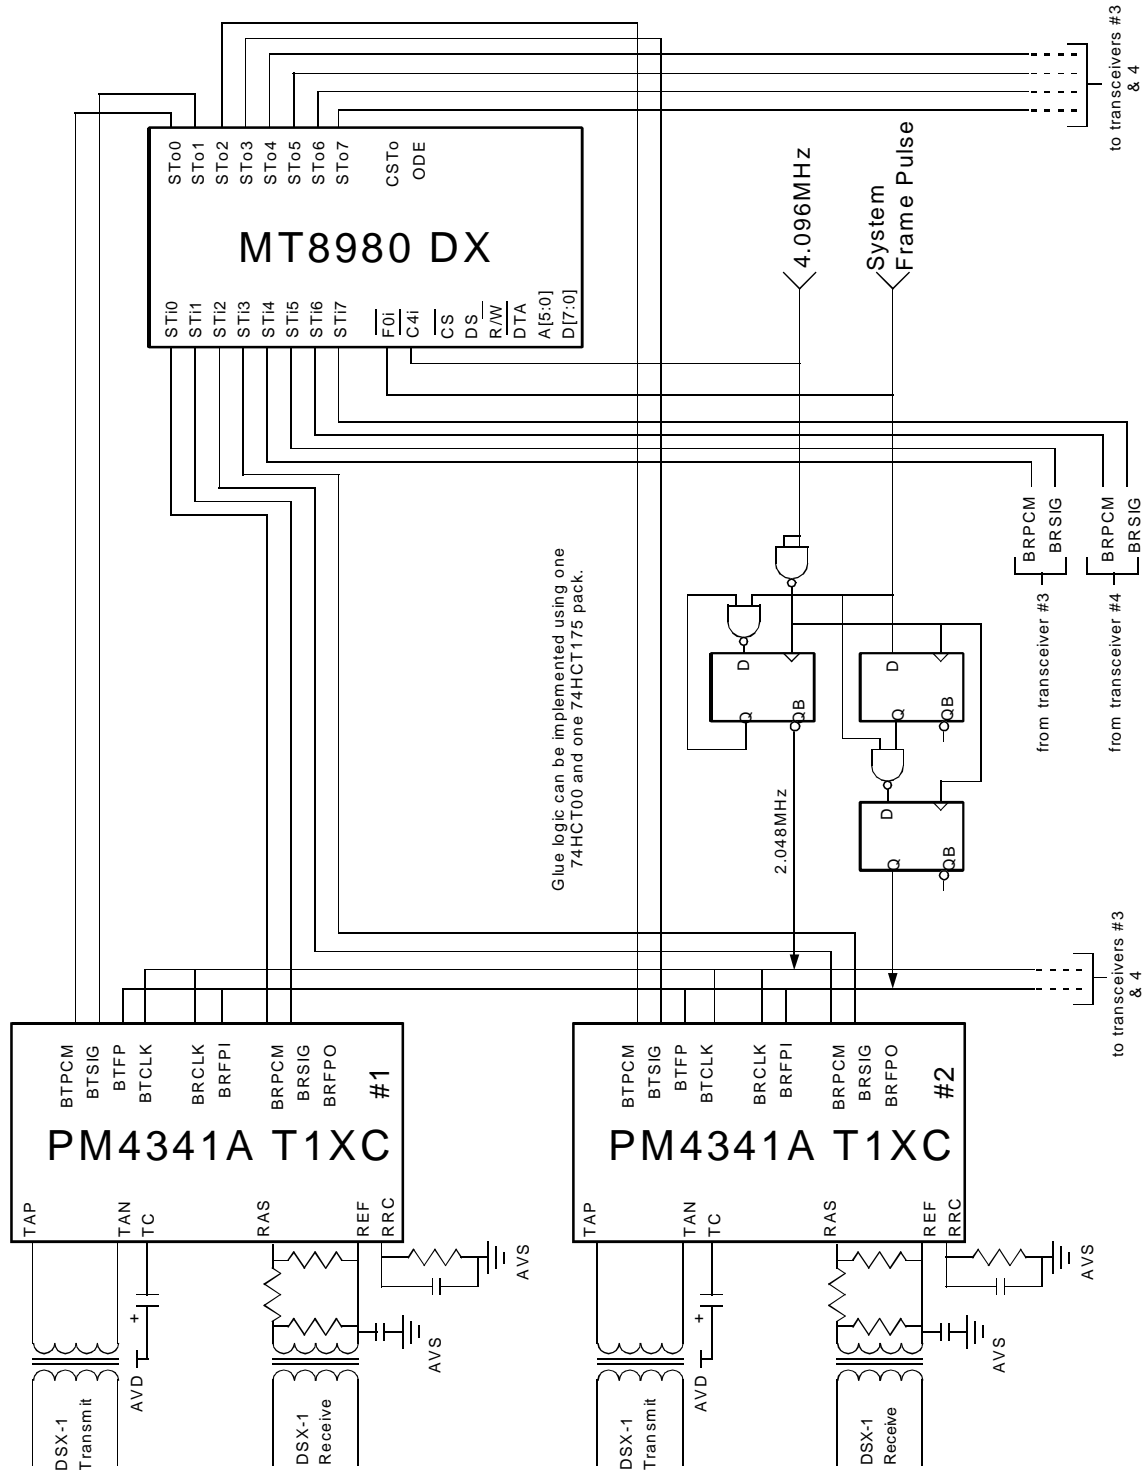 DSX-1
Transmit
AVD
+
DSX-1
Receive
AVS
AVS
TAP
TAN
TC
RAS
REF
RRC
PM4341A T1XC
#1
BTPCM
BTSIG
BTFP
BTCLK
BRCLK
BRFPI
BRPCM
BRSIG
BRFPO
DSX-1
Transmit
AVD
+
DSX-1
Receive
AVS
AVS
TAP
TAN
TC
RAS
REF
RRC
PM4341A T1XC
#2
BTPCM
BTSIG
BTFP
BTCLK
BRCLK
BRFPI
BRPCM
BRSIG
BRFPO
to transceivers #3
& 4
Glue logic can be implemented using one
74HCT00 and one 74HCT175 pack.
2.048MHz
D
Q
QB
D
Q
QB
D
Q
QB
from transceiver #3
BRPCM
BRSIG
from transceiver #4
BRPCM
BRSIG
4.096MHz
System
Frame Pulse
MT8980 DX
STi0
STi1
STi2
STi3
STi4
STi5
STi6
STi7
F0i
C4i
CS
DS
R/W
DTA
A[5:0]
D[7:0]
STo0
STo1
STo2
STo3
STo4
STo5
STo6
STo7
CSTo
ODE
to transceivers #3
& 4